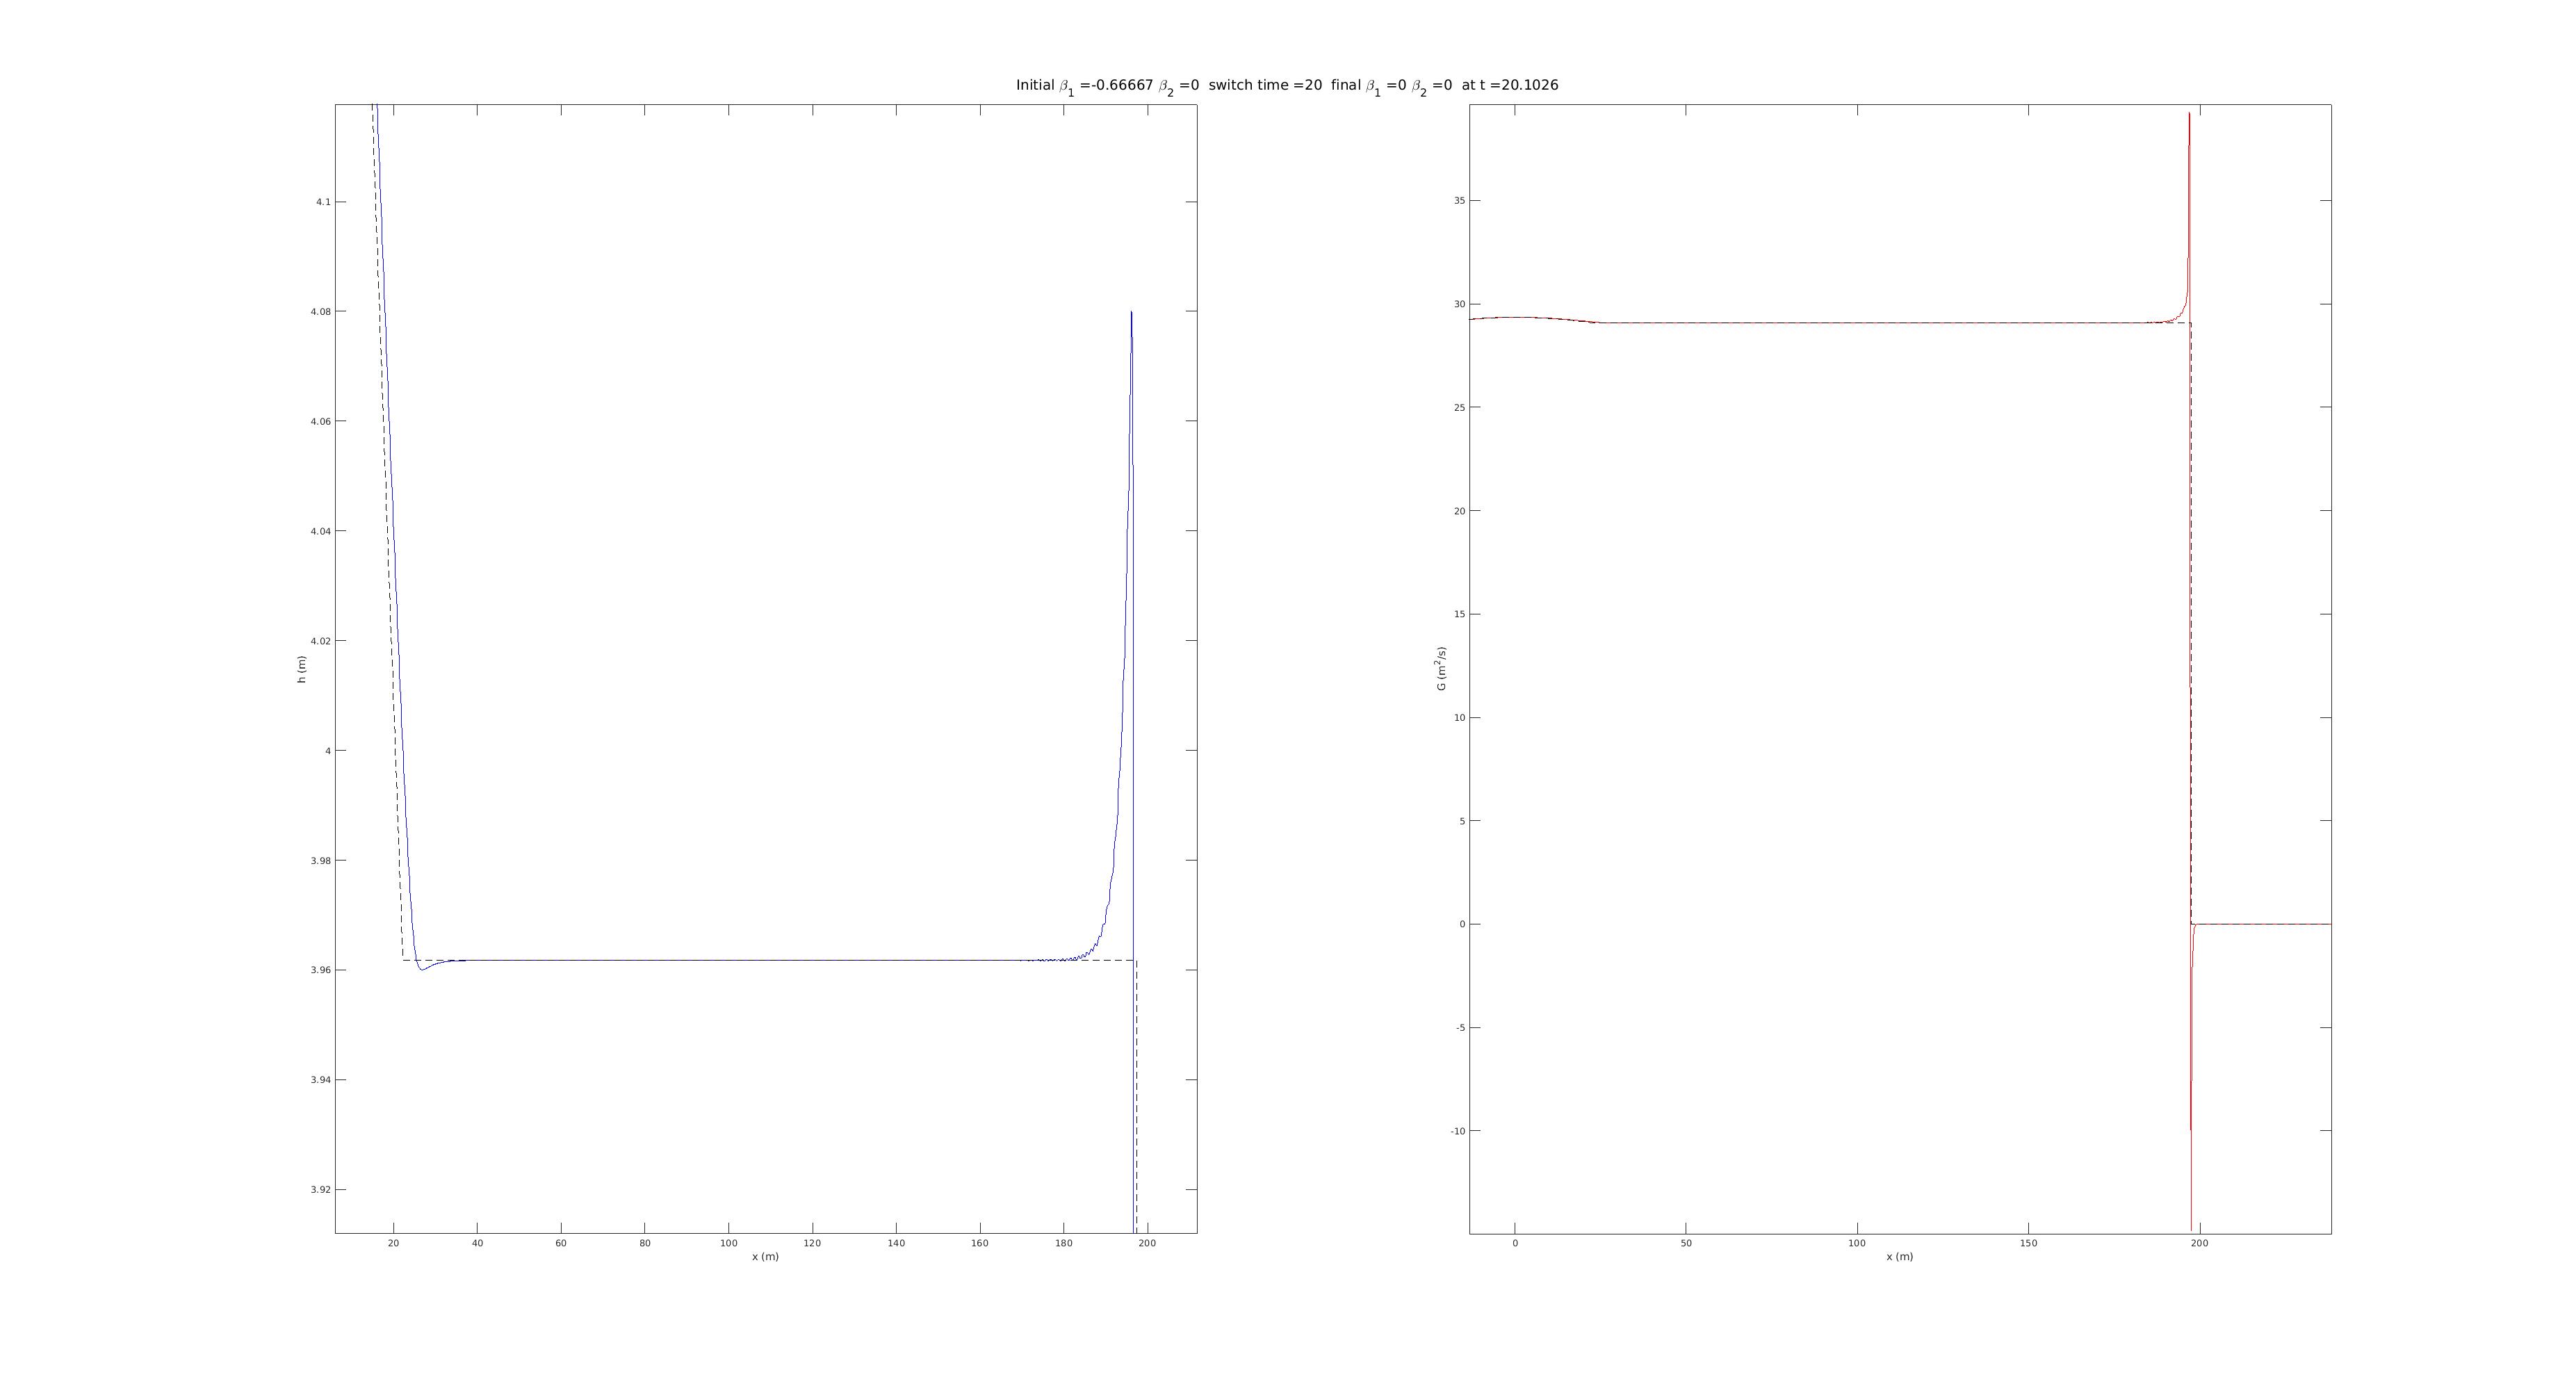 Initial β1 =-0.66667 β2 =0  switch time =20  final β1 =0 β2 =0  at t =20.1026
4.1
4.08
4.06
4.04
4.02
4
3.98
3.96
3.94
3.92
h (m)
20 40 60 80 100 120 140 160 180 200
x (m)
35
30
25
20
15
10
5
0
-5
-10
G (m2/s)
0 50 100 150 200
x (m)